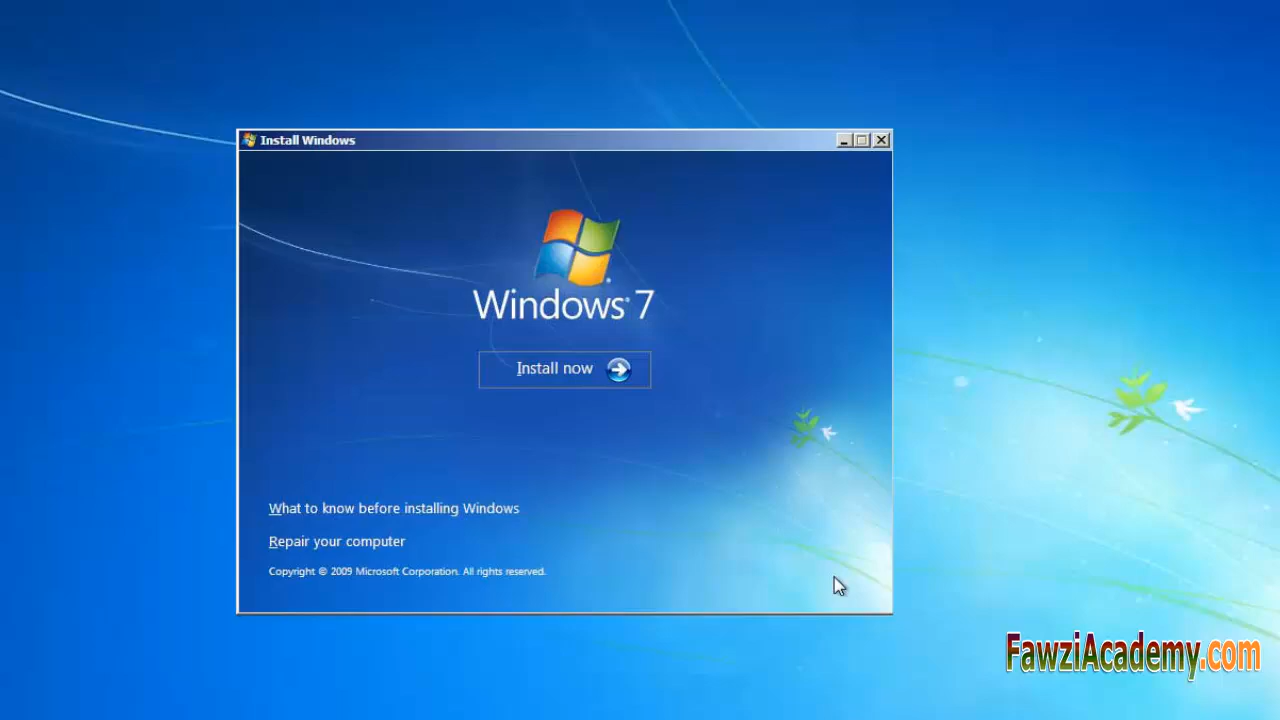 Install Windows
Windows® 7
Install now
What to know before installing Windows
Repair your computer
Copyright © 2009 Microsoft Corporation. All rights reserved.
FawziAcademy.com